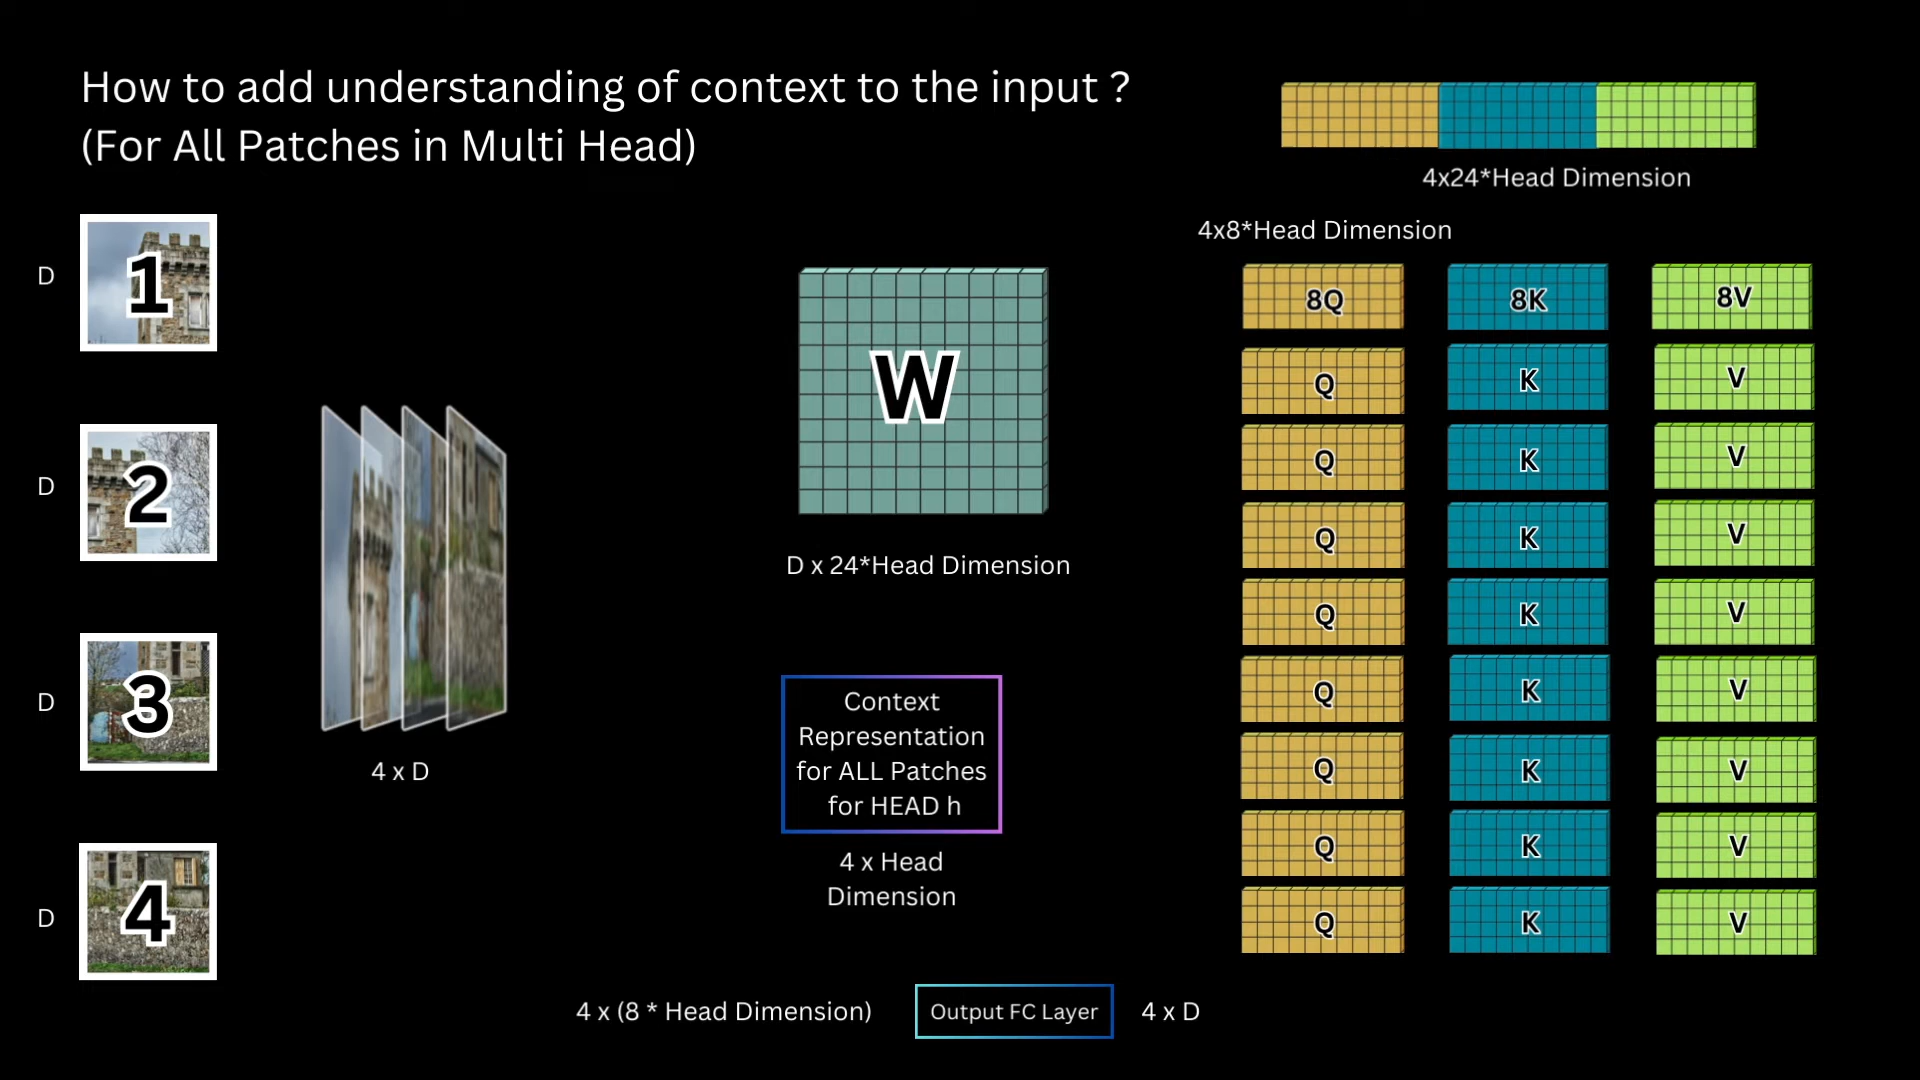 How to add understanding of context to the input ?
(For All Patches in Multi Head)
4x24*Head Dimension
4x8*Head Dimension
D
1
D
2
D
3
D
4
4 x D
W
D x 24*Head Dimension
Context
Representation
for ALL Patches
for HEAD h
4 x Head
Dimension
8Q 8K 8V
Q K V
Q K V
Q K V
Q K V
Q K V
Q K V
Q K V
Q K V
4 x (8 * Head Dimension) Output FC Layer 4 x D